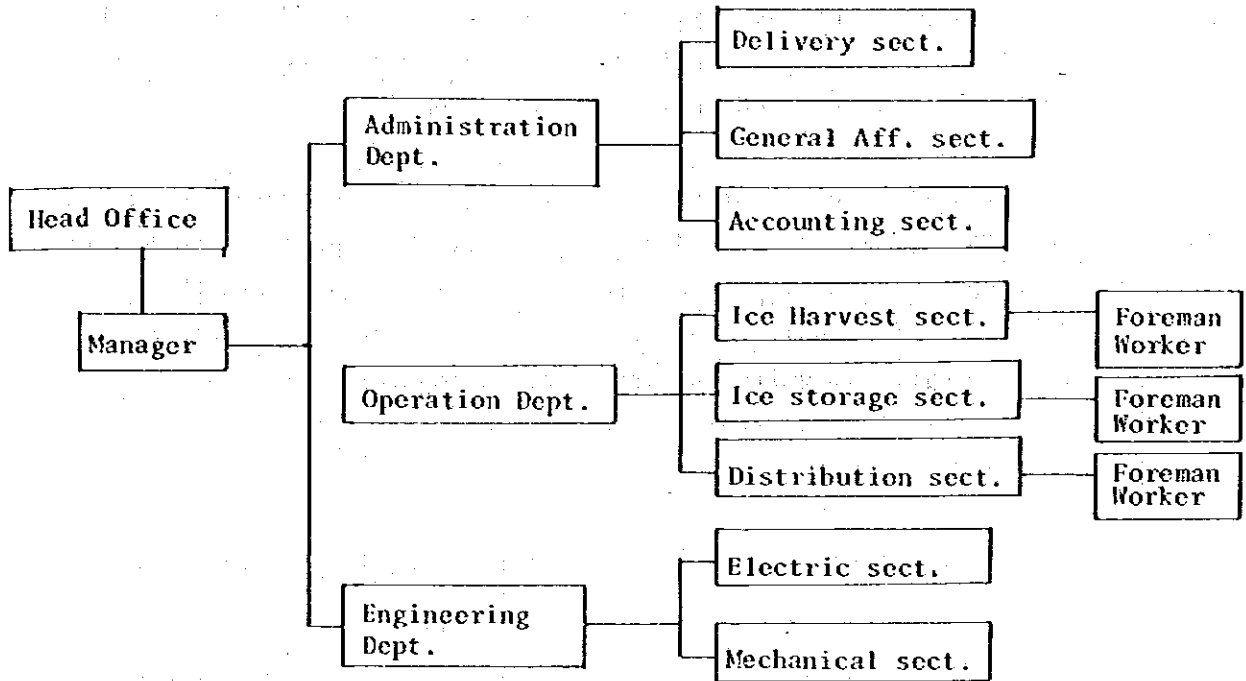 Head Office
Manager
Administration
Dept.
Delivery sect.
General Aff. sect.
Accounting sect.
Operation Dept.
Ice Harvest sect.
Foreman
Worker
Ice storage sect.
Foreman
Worker
Distribution sect.
Foreman
Worker
Engineering
Dept.
Electric sect.
Mechanical sect.